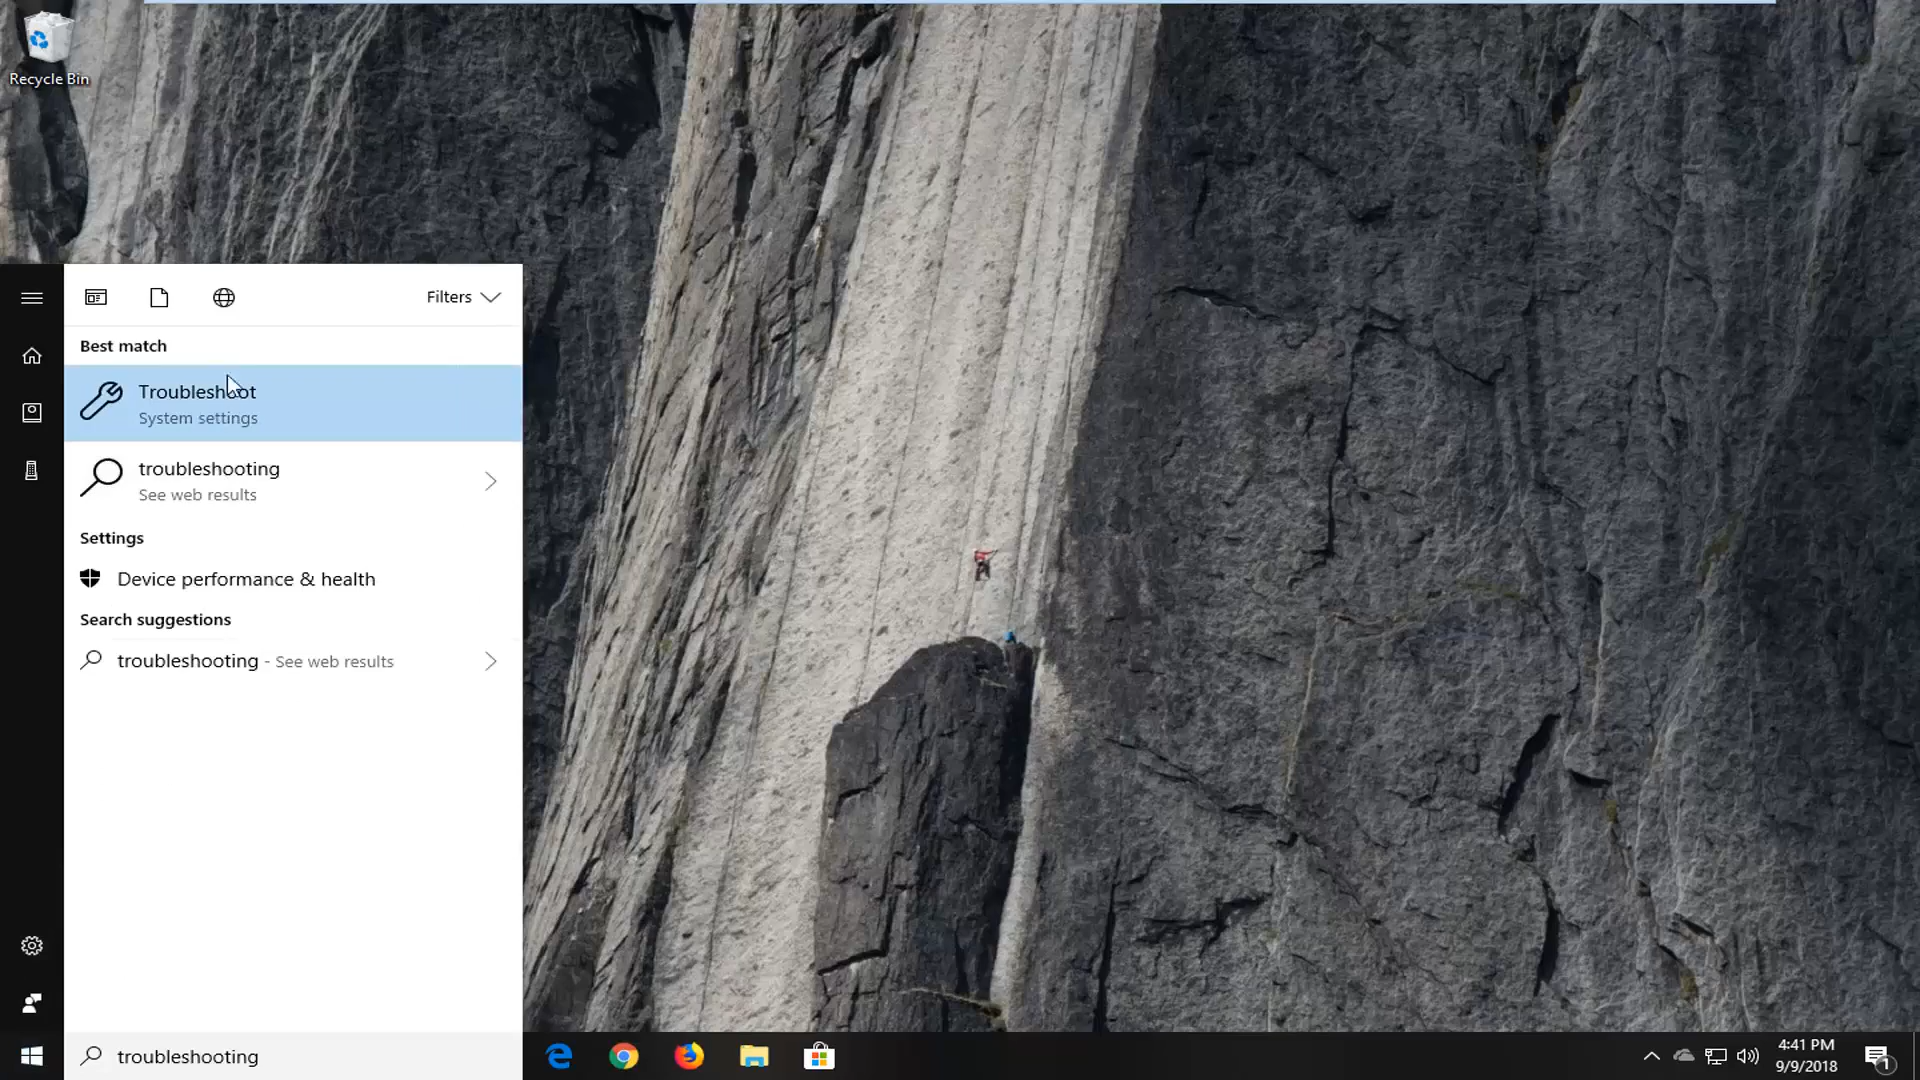 Recycle Bin
Filters
Best match
Troubleshoot
System settings
troubleshooting
See web results
Settings
Device performance & health
Search suggestions
troubleshooting - See web results
troubleshooting
4:41 PM
9/9/2018
1